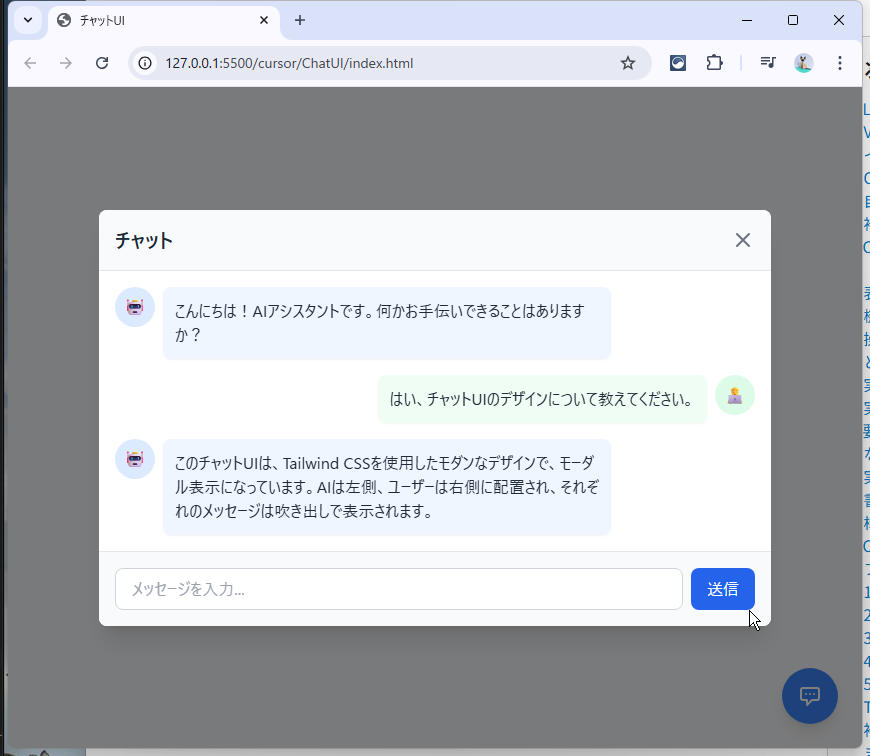 チャットUI
127.0.0.1:5500/cursor/ChatUI/index.html
チャット
こんにちは！AIアシスタントです。何かお手伝いできることはあります
か？
はい、チャットUIのデザインについて教えてください。
このチャットUIは、Tailwind CSSを使用したモダンなデザインで、モーダ
ル表示になっています。AIは左側、ユーザーは右側に配置され、それぞ
れのメッセージは吹き出しで表示されます。
メッセージを入力...
送信